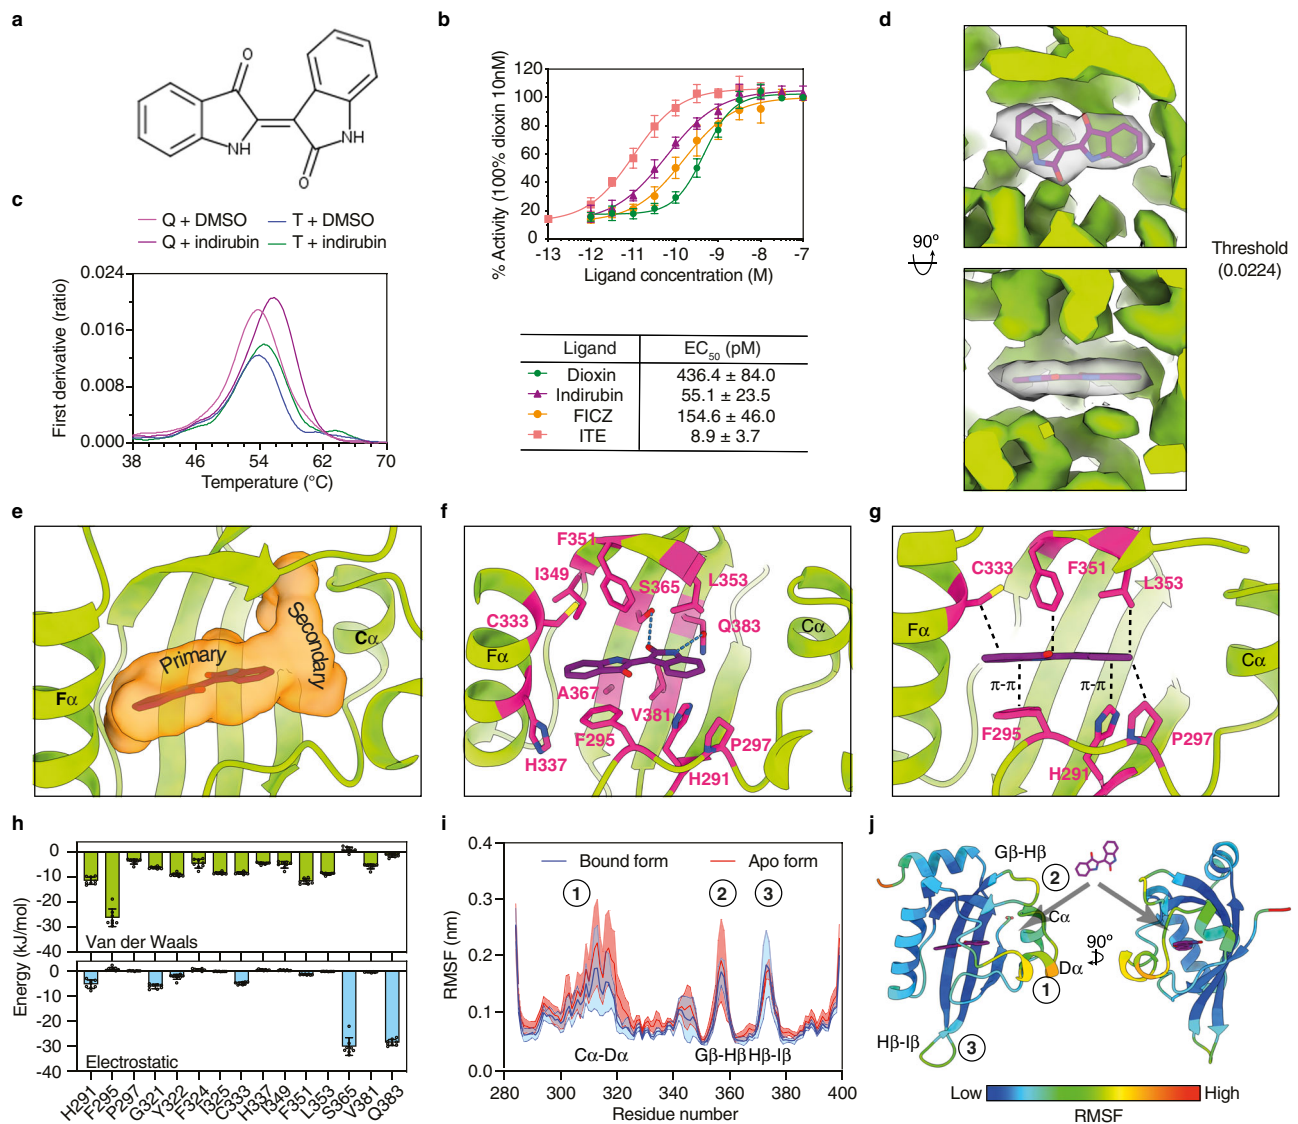 a
O
NH
O
NH
b
% Activity (100% dioxin 10nM)
120
100
80
60
40
20
0
-13 -12 -11 -10 -9 -8 -7
Ligand concentration (M)
Ligand EC50 (pM)
Dioxin 436.4 ± 84.0
Indirubin 55.1 ± 23.5
FICZ 154.6 ± 46.0
ITE 8.9 ± 3.7
c
Q + DMSO T + DMSO
Q + indirubin T + indirubin
First derivative (ratio)
0.024
0.016
0.008
0.000
38 46 54 62 70
Temperature (°C)
d
90º
Threshold
(0.0224)
e
Primary
Secondary
Fα
Cα
f
F351
I349
S365
L353
C333
Q383
Fα
Cα
A367
V381
F295
P297
H337
H291
g
C333
F351
L353
Fα
Cα
π-π
π-π
F295
P297
H291
h
Energy (kJ/mol)
0
-10
-20
-30
-40
Van der Waals
0
-10
-20
-30
-40
Electrostatic
H291 F295 P297 G321 Y322 F324 I325 C333 H337 I349 F351 L353 S365 V381 Q383
i
RMSF (nm)
0.4
0.3
0.2
0.1
0.0
Bound form Apo form
1 2 3
Cα-Dα Gβ-Hβ Hβ-Iβ
280 300 320 340 360 380 400
Residue number
j
Gβ-Hβ 2
Cα
90º
Dα
1
Hβ-Iβ 3
Low High
RMSF